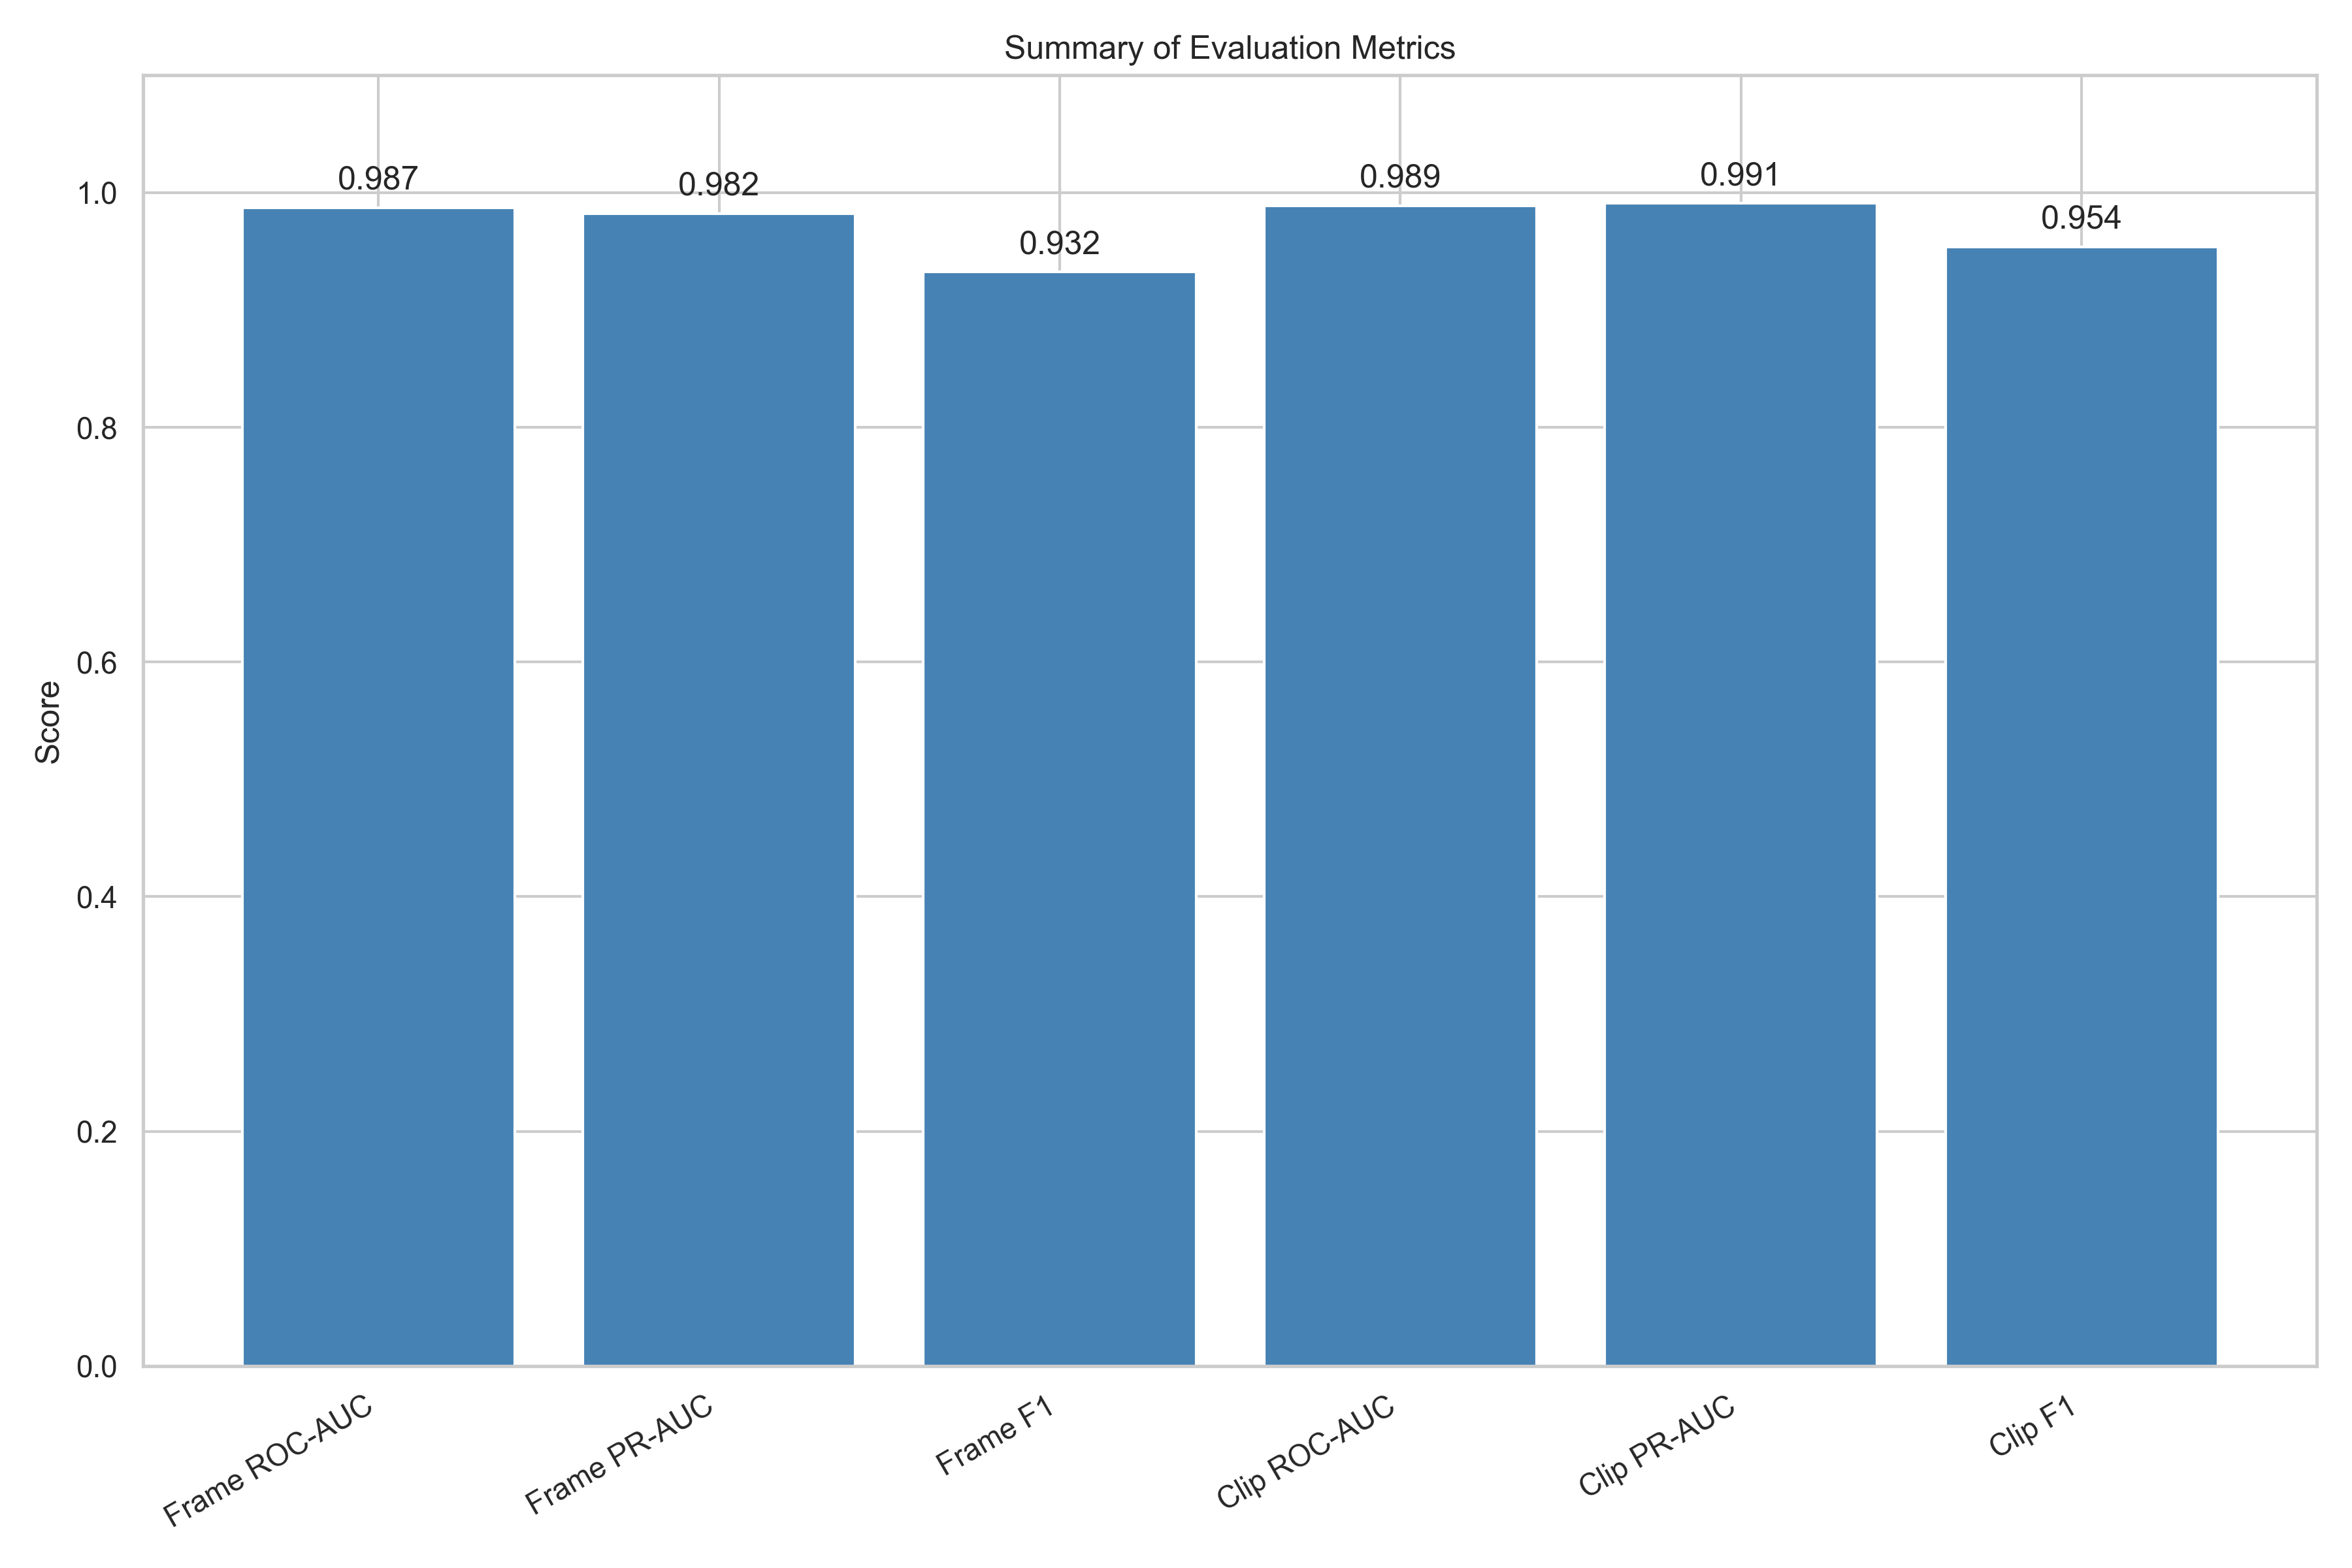 Summary of Evaluation Metrics
Score
1.0
0.8
0.6
0.4
0.2
0.0
0.987
0.982
0.932
0.989
0.991
0.954
Frame ROC-AUC
Frame PR-AUC
Frame F1
Clip ROC-AUC
Clip PR-AUC
Clip F1